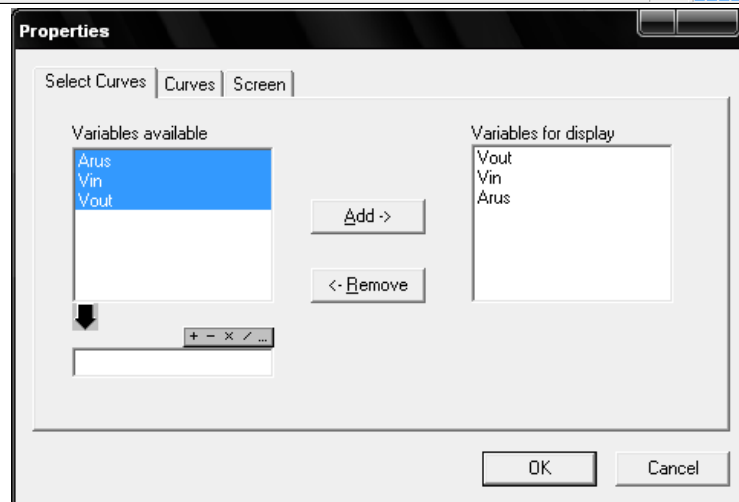 Properties
Select Curves Curves Screen
Variables available
Arus
Vin
Vout
Add ->
<- Remove
+ - × / ...
Variables for display
Vout
Vin
Arus
OK Cancel